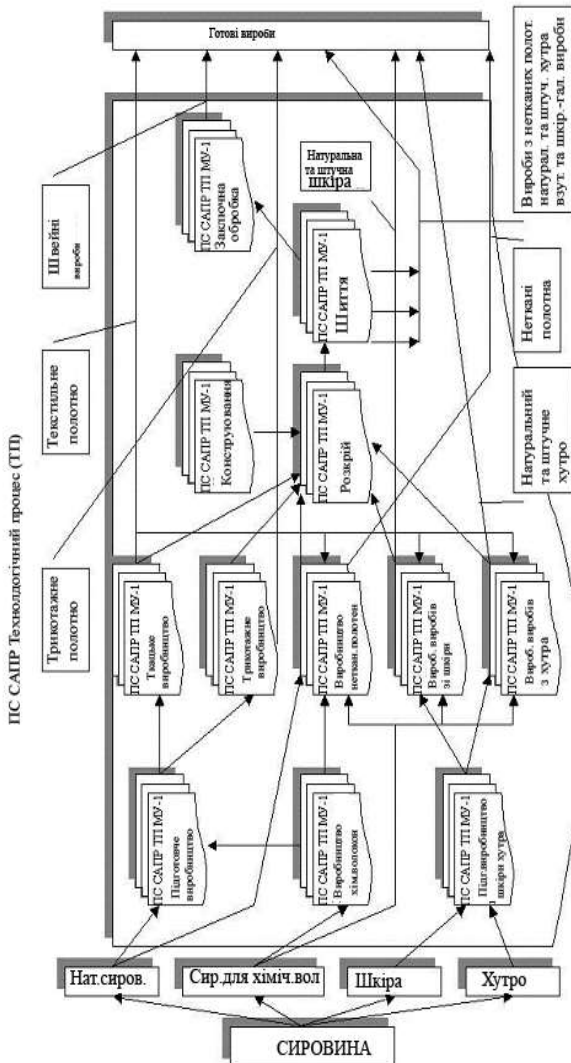 ПС САПР Технолдогічний процес (ТП)
Трикотажне
полотно
Текстильне
полотно
Швейні
вироби
СИРОВИНА
Нат.сиров.
Сир.для хіміч.вол
Шкіра
Хутро
ПС САПР ТП МУ-1
Підготовче
виробництво
ПС САПР ТП МУ-1
Виробництво
хім.волокон
ПС САПР ТП МУ-1
Підг.виробництво
шкіри хутра
ПС САПР ТП МУ-1
Ткацьке
виробництво
ПС САПР ТП МУ-1
Трикотажне
виробництво
ПС САПР ТП МУ-1
Виробництво
неткан.полотен
ПС САПР ТП МУ-1
Вироб. виробів
зі шкіри
ПС САПР ТП МУ-1
Вироб. виробів
з хутра
ПС САПР ТП МУ-1
Конструювання
ПС САПР ТП МУ-1
Розкрій
ПС САПР ТП МУ-1
Заключна
обробка
ПС САПР ТП МУ-1
Шиття
Натуральна
та штучна
шкіра
Готові вироби
Натуральний
та штучне
хутро
Неткані
полотна
Вироби з нетканих полот.
натурал. та штуч. хутра
взут. та шкір.-гал. вироби